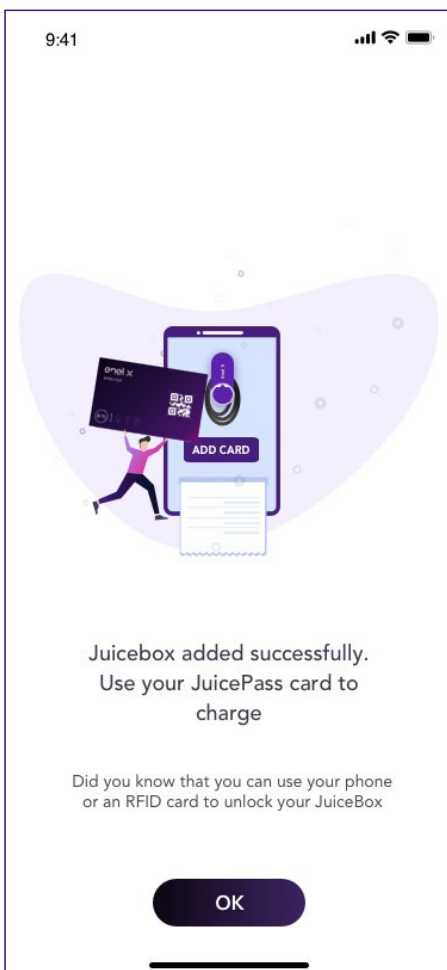 9:41
enel x
ADD CARD
Juicebox added successfully.
Use your JuicePass card to
charge
Did you know that you can use your phone
or an RFID card to unlock your JuiceBox
OK